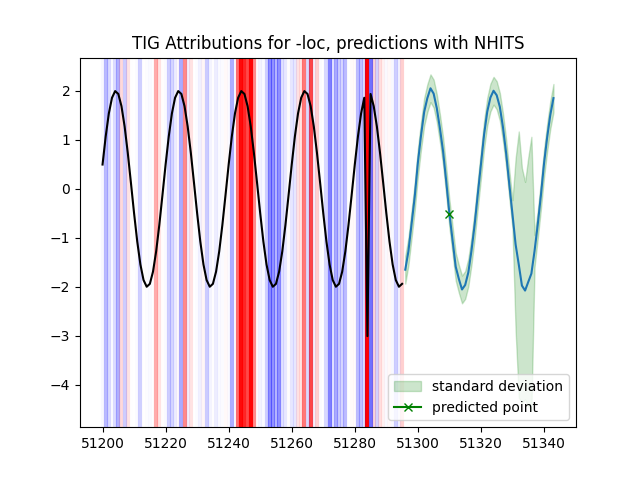 TIG Attributions for -loc, predictions with NHITS
2
1
0
−1
−2
−3
−4
standard deviation
predicted point
51200 51220 51240 51260 51280 51300 51320 51340